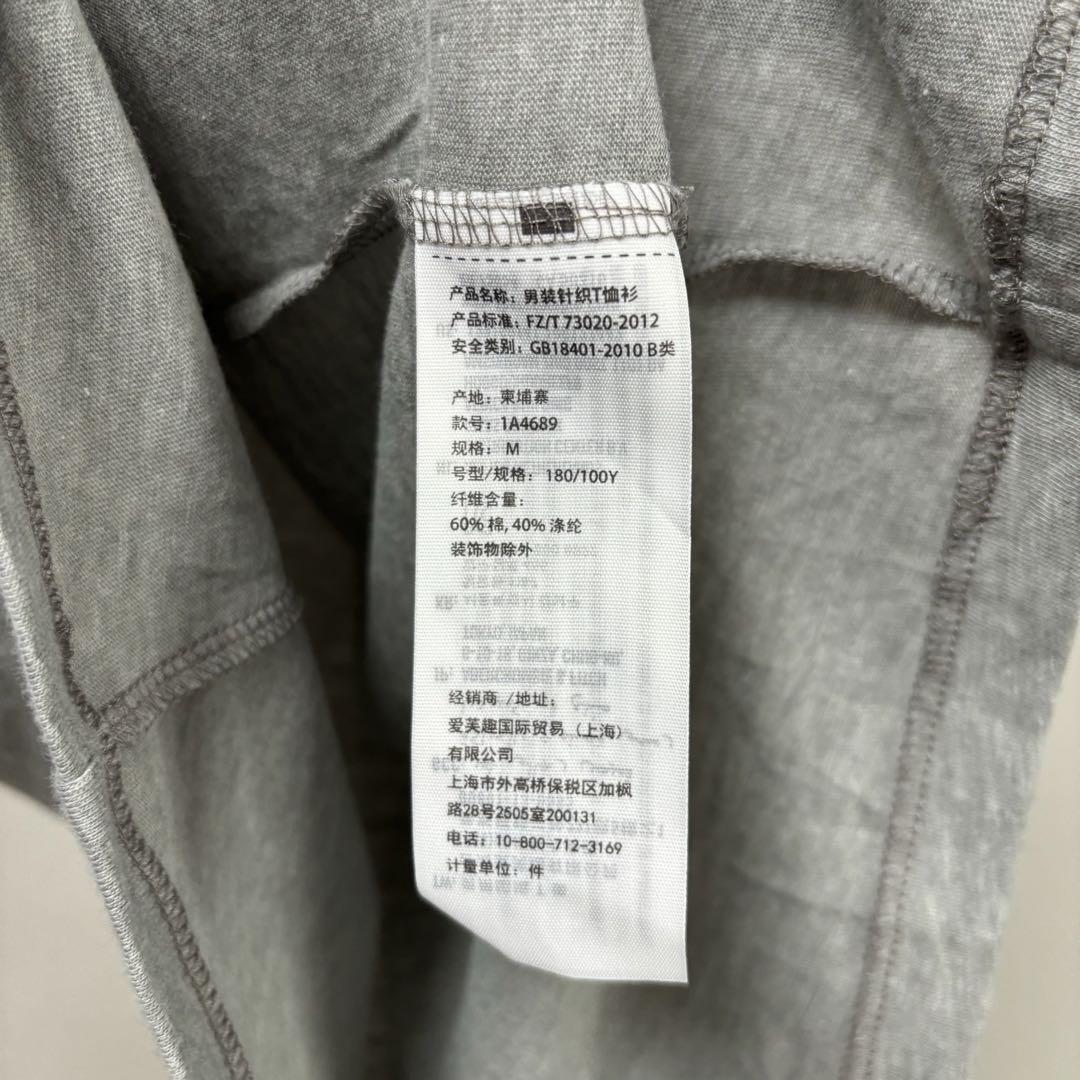 产品名称: 男装针织T恤衫
产品标准: FZ/T 73020-2012
安全类别: GB18401-2010 B类
产地: 柬埔寨
款号: 1A4689
规格: M
号型/规格: 180/100Y
纤维含量:
60% 棉, 40% 涤纶
装饰物除外
经销商 /地址:
爱芙趣国际贸易 (上海)
有限公司
上海市外高桥保税区加枫
路28号2505室200131
电话: 10-800-712-3169
计量单位: 件